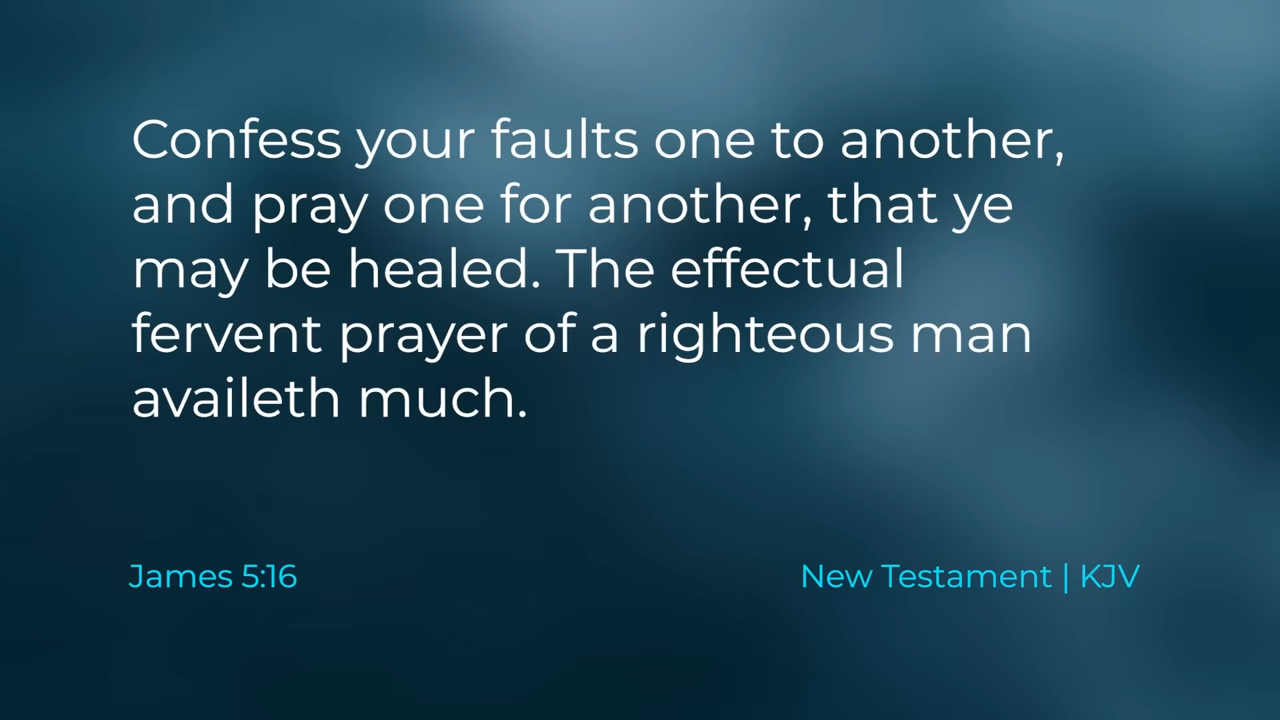 Confess your faults one to another,
and pray one for another, that ye
may be healed. The effectual
fervent prayer of a righteous man
availeth much.
James 5:16
New Testament | KJV